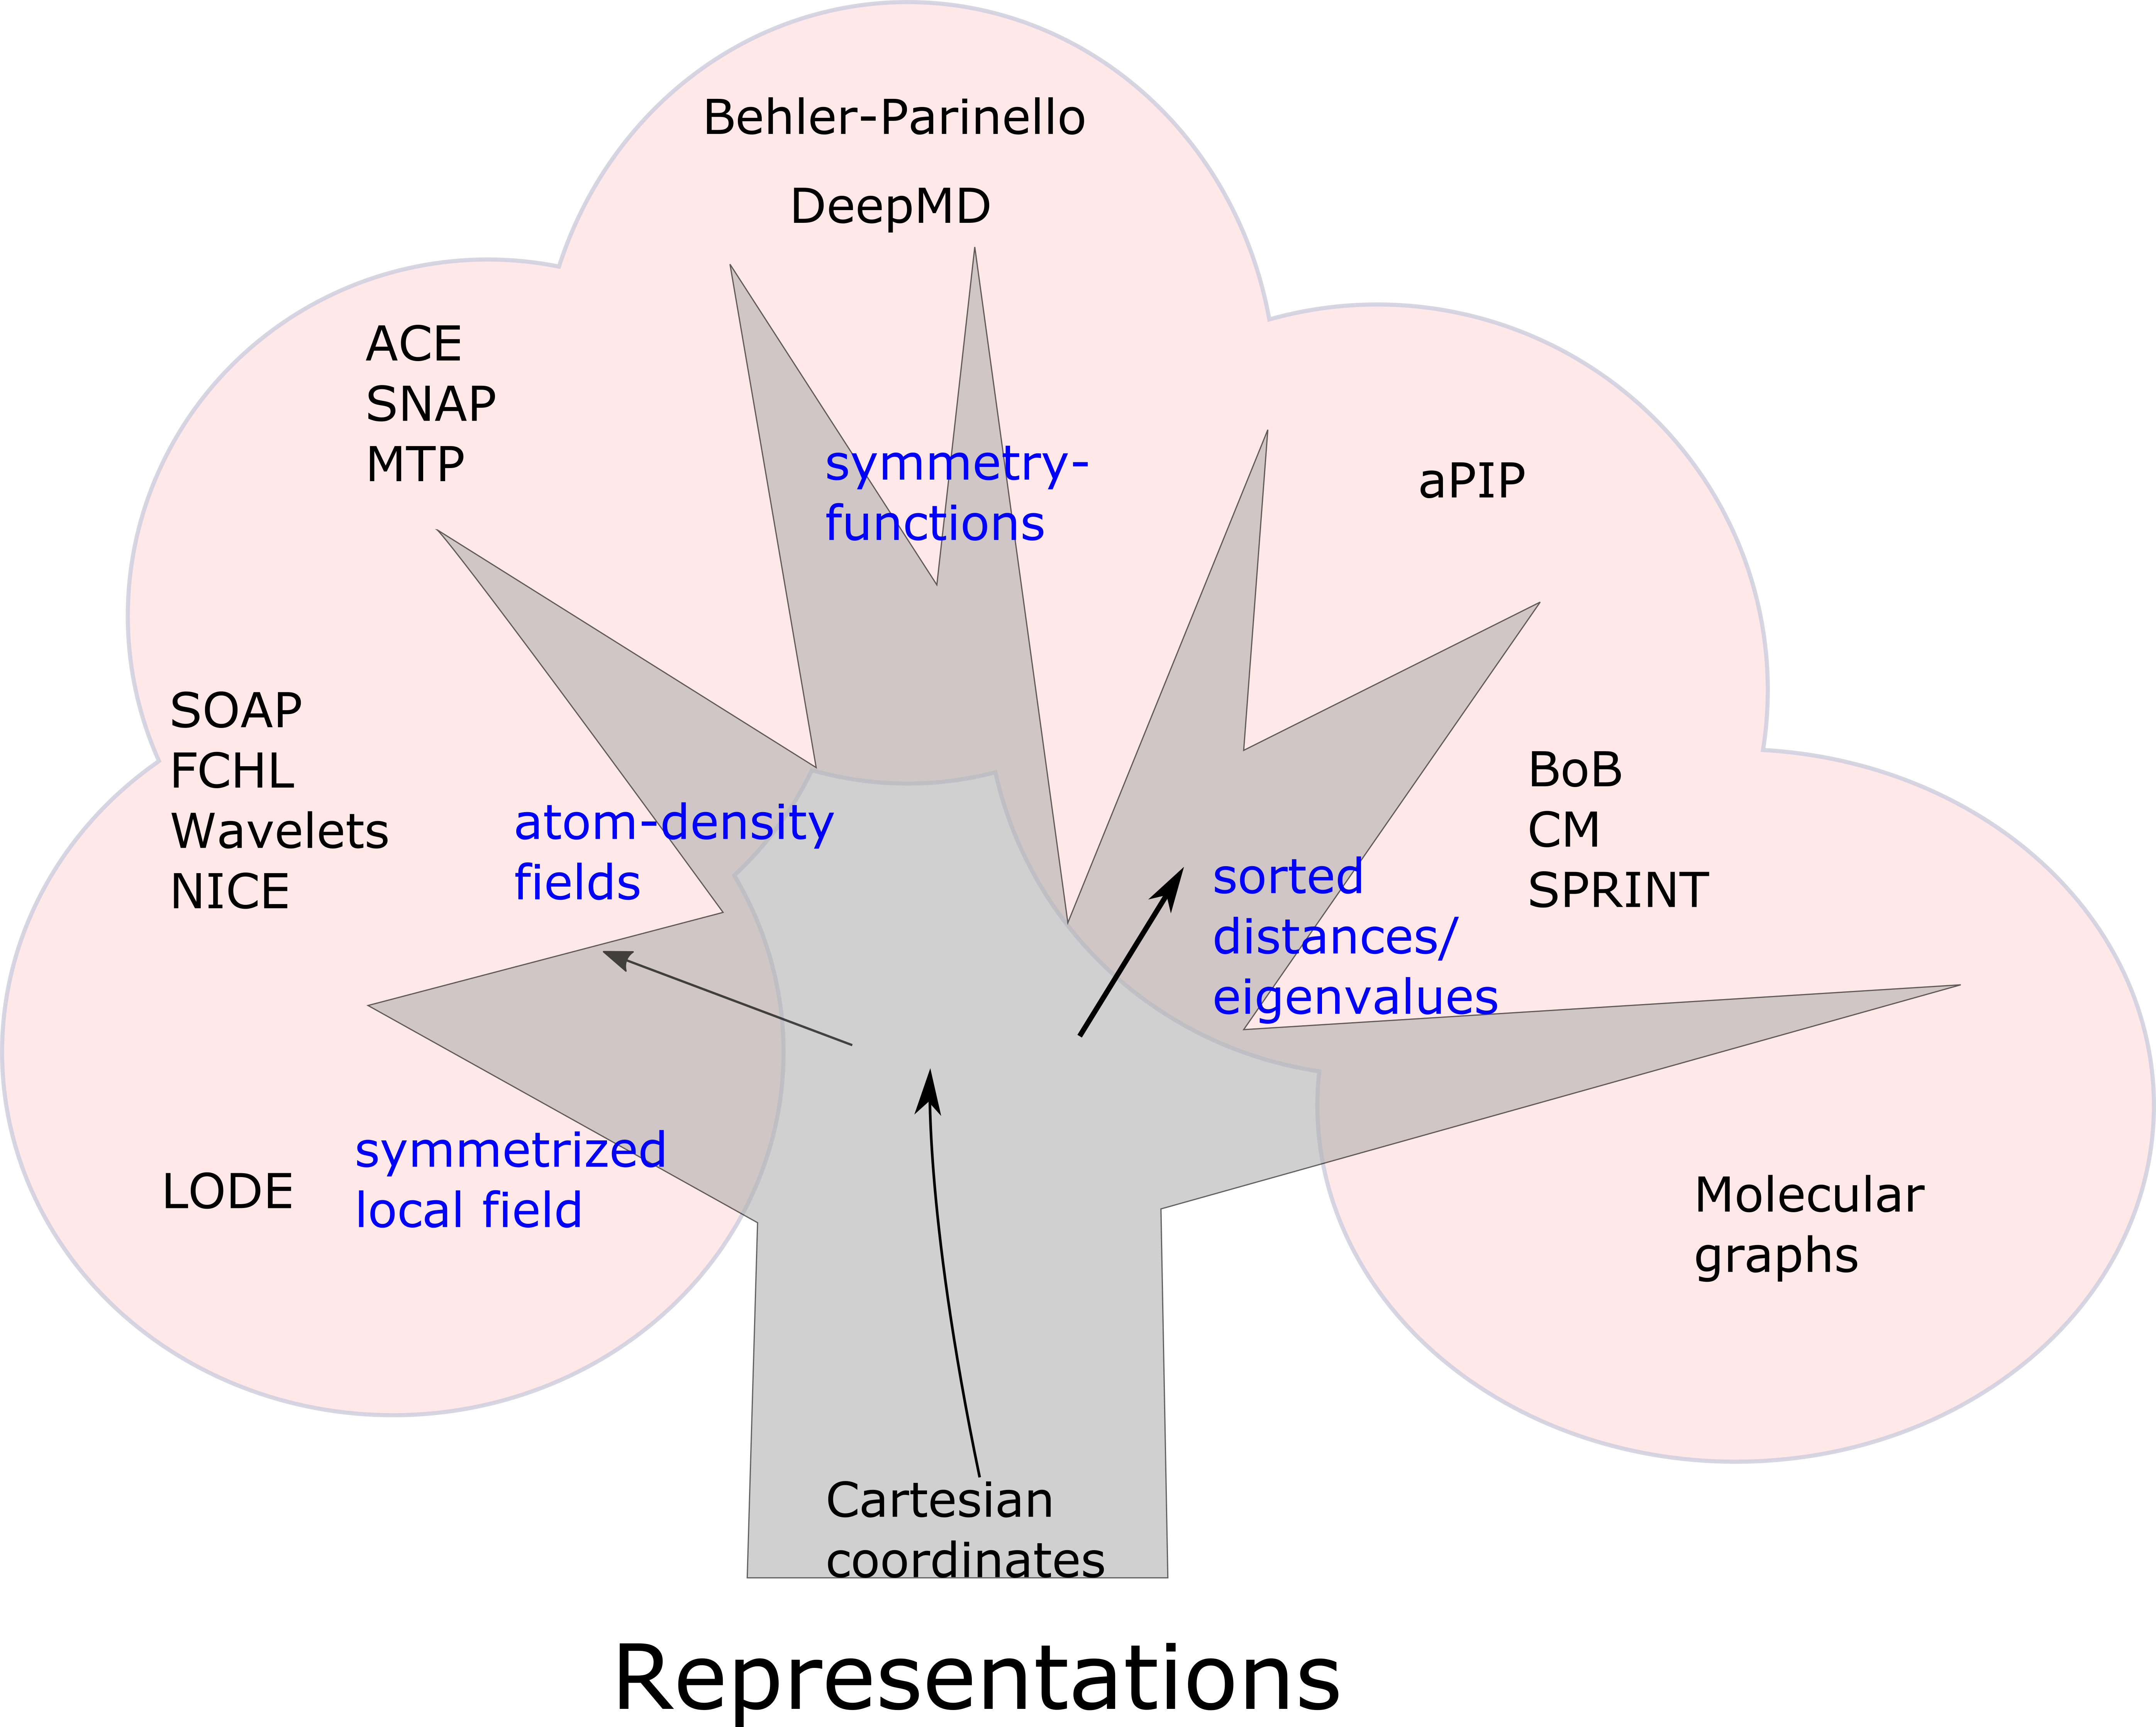 Behler-Parinello
DeepMD
ACE
SNAP
MTP
symmetry-
functions
aPIP
SOAP
FCHL
Wavelets
NICE
atom-density
fields
BoB
CM
SPRINT
sorted
distances/
eigenvalues
LODE
symmetrized
local field
Molecular
graphs
Cartesian
coordinates
Representations